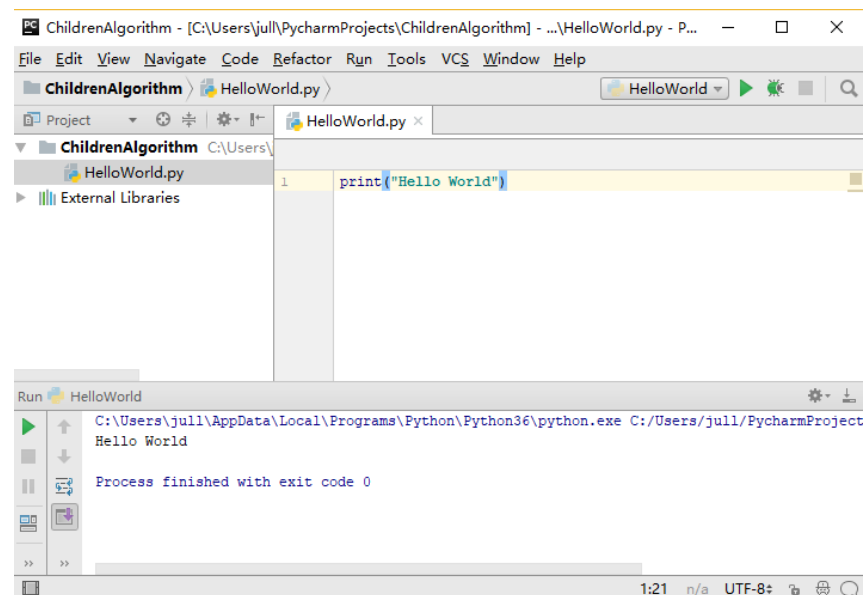 PC ChildrenAlgorithm - [C:\Users\jull\PycharmProjects\ChildrenAlgorithm] - ...\HelloWorld.py - P...
File Edit View Navigate Code Refactor Run Tools VCS Window Help
ChildrenAlgorithm HelloWorld.py HelloWorld
Project HelloWorld.py
ChildrenAlgorithm C:\Users\
HelloWorld.py
External Libraries
1 print("Hello World")
Run HelloWorld
C:\Users\jull\AppData\Local\Programs\Python\Python36\python.exe C:/Users/jull/PycharmProject
Hello World
Process finished with exit code 0
1:21 n/a UTF-8